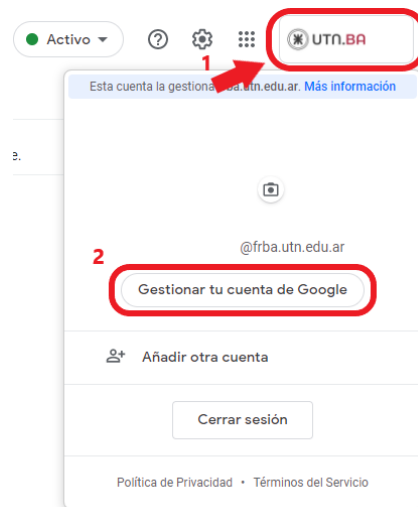 Activo
UTN.BA
1
Esta cuenta la gestiona frba.utn.edu.ar. Más información
e.
@frba.utn.edu.ar
2
Gestionar tu cuenta de Google
Añadir otra cuenta
Cerrar sesión
Política de Privacidad • Términos del Servicio